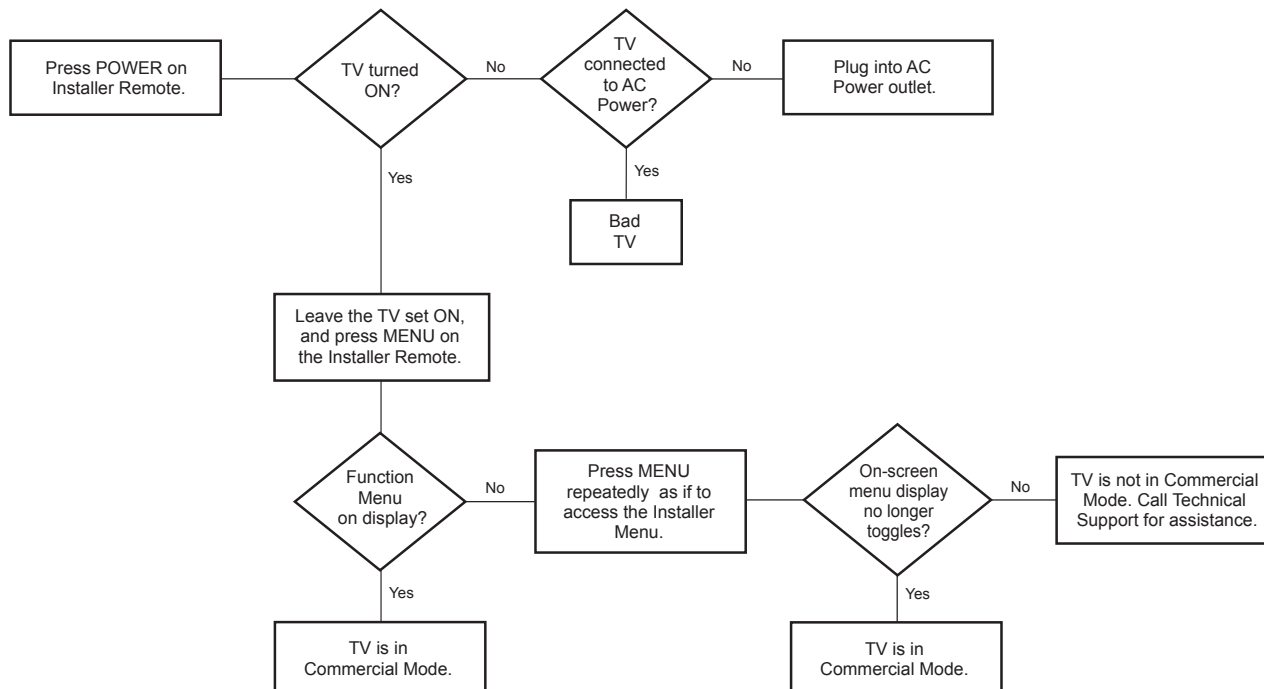 Press POWER on
Installer Remote.
TV turned
ON?
No
TV
connected
to AC
Power?
No
Plug into AC
Power outlet.
Yes
Yes
Bad
TV
Leave the TV set ON,
and press MENU on
the Installer Remote.
Function
Menu
on display?
No
Press MENU
repeatedly  as if to
access the Installer
Menu.
On-screen
menu display
no longer
toggles?
No
TV is not in Commercial
Mode. Call Technical
Support for assistance.
Yes
TV is in
Commercial Mode.
Yes
TV is in
Commercial Mode.